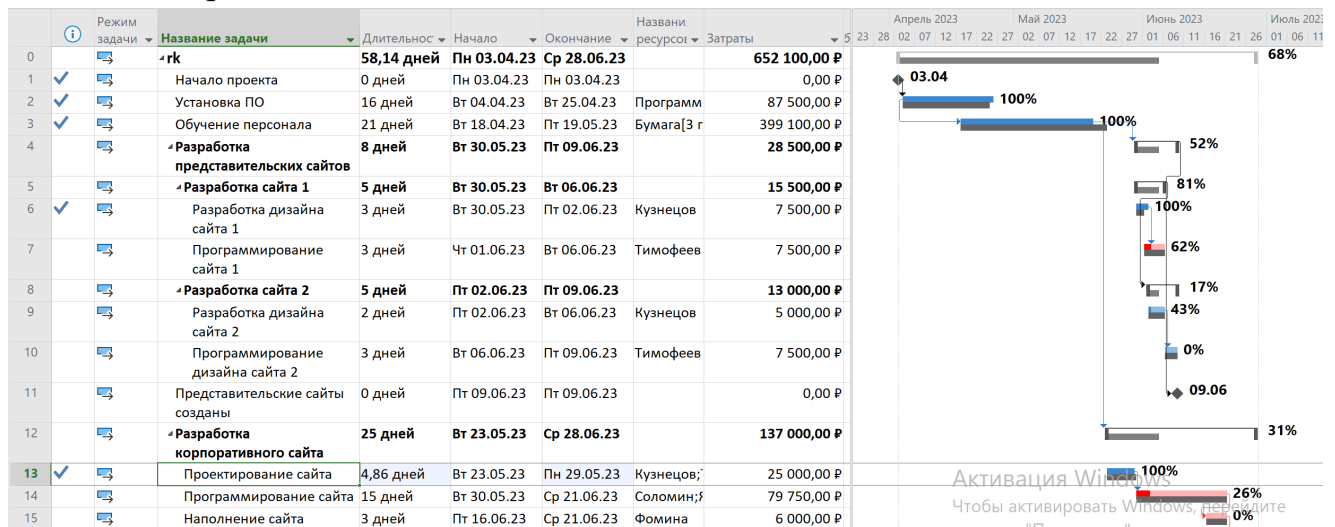 Режим задачи
Название задачи
Длительност
Начало
Окончание
Названи ресурсов
Затраты
Апрель 2023
Май 2023
Июнь 2023
Июль 2023
23 28 02 07 12 17 22 27 02 07 12 17 22 27 01 06 11 16 21 26 01 06 11
0 rk 58,14 дней Пн 03.04.23 Ср 28.06.23 652 100,00 ₽ 68%
1 Начало проекта 0 дней Пн 03.04.23 Пн 03.04.23 0,00 ₽ 03.04
2 Установка ПО 16 дней Вт 04.04.23 Вт 25.04.23 Программ 87 500,00 ₽ 100%
3 Обучение персонала 21 дней Вт 18.04.23 Пт 19.05.23 Бумага[3 г 399 100,00 ₽ 100%
4 Разработка 8 дней Вт 30.05.23 Пт 09.06.23 28 500,00 ₽ 52%
представительских сайтов
5 Разработка сайта 1 5 дней Вт 30.05.23 Вт 06.06.23 15 500,00 ₽ 81%
6 Разработка дизайна 3 дней Вт 30.05.23 Пт 02.06.23 Кузнецов 7 500,00 ₽ 100%
сайта 1
7 Программирование 3 дней Чт 01.06.23 Вт 06.06.23 Тимофеев 7 500,00 ₽ 62%
сайта 1
8 Разработка сайта 2 5 дней Пт 02.06.23 Пт 09.06.23 13 000,00 ₽ 17%
9 Разработка дизайна 2 дней Пт 02.06.23 Вт 06.06.23 Кузнецов 5 000,00 ₽ 43%
сайта 2
10 Программирование 3 дней Вт 06.06.23 Пт 09.06.23 Тимофеев 7 500,00 ₽ 0%
дизайна сайта 2
11 Представительские сайты 0 дней Пт 09.06.23 Пт 09.06.23 0,00 ₽ 09.06
созданы
12 Разработка 25 дней Вт 23.05.23 Ср 28.06.23 137 000,00 ₽ 31%
корпоративного сайта
13 Проектирование сайта 4,86 дней Вт 23.05.23 Пн 29.05.23 Кузнецов; 25 000,00 ₽ 100%
Активация Windows
14 Программирование сайта 15 дней Вт 30.05.23 Ср 21.06.23 Соломин; 79 750,00 ₽ 26%
Чтобы активировать Windows, перейдите
15 Наполнение сайта 3 дней Пт 16.06.23 Ср 21.06.23 Фомина 6 000,00 ₽ 0%